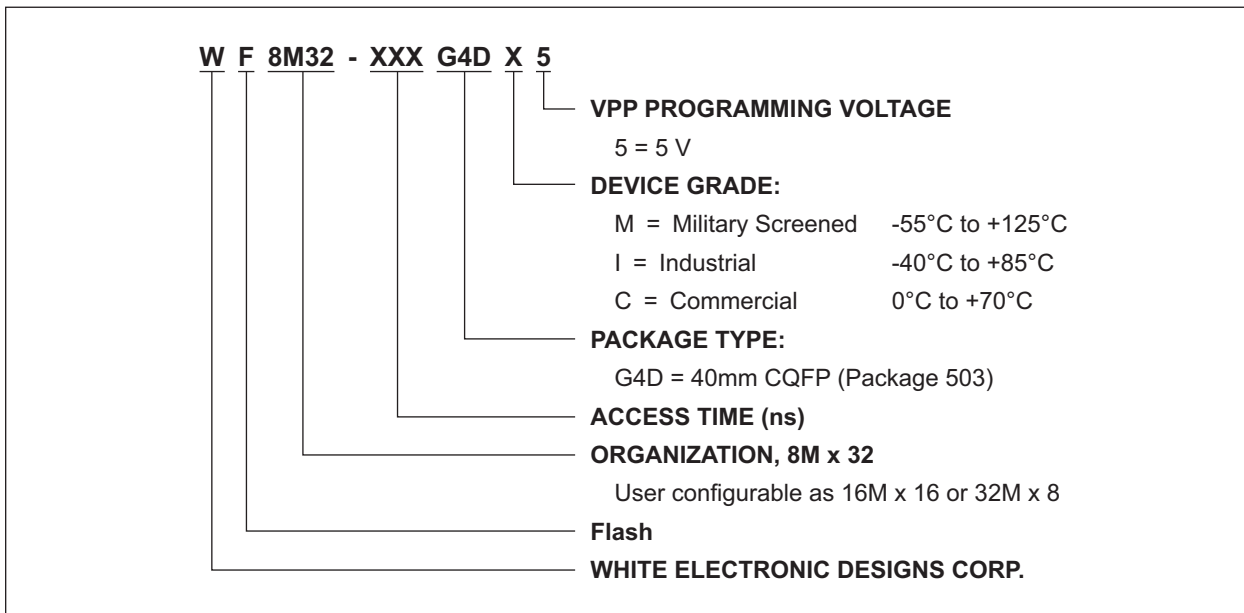 W F 8M32 - XXX G4D X 5
VPP PROGRAMMING VOLTAGE
5 = 5 V
DEVICE GRADE:
M = Military Screened -55°C to +125°C
I = Industrial -40°C to +85°C
C = Commercial 0°C to +70°C
PACKAGE TYPE:
G4D = 40mm CQFP (Package 503)
ACCESS TIME (ns)
ORGANIZATION, 8M x 32
User configurable as 16M x 16 or 32M x 8
Flash
WHITE ELECTRONIC DESIGNS CORP.